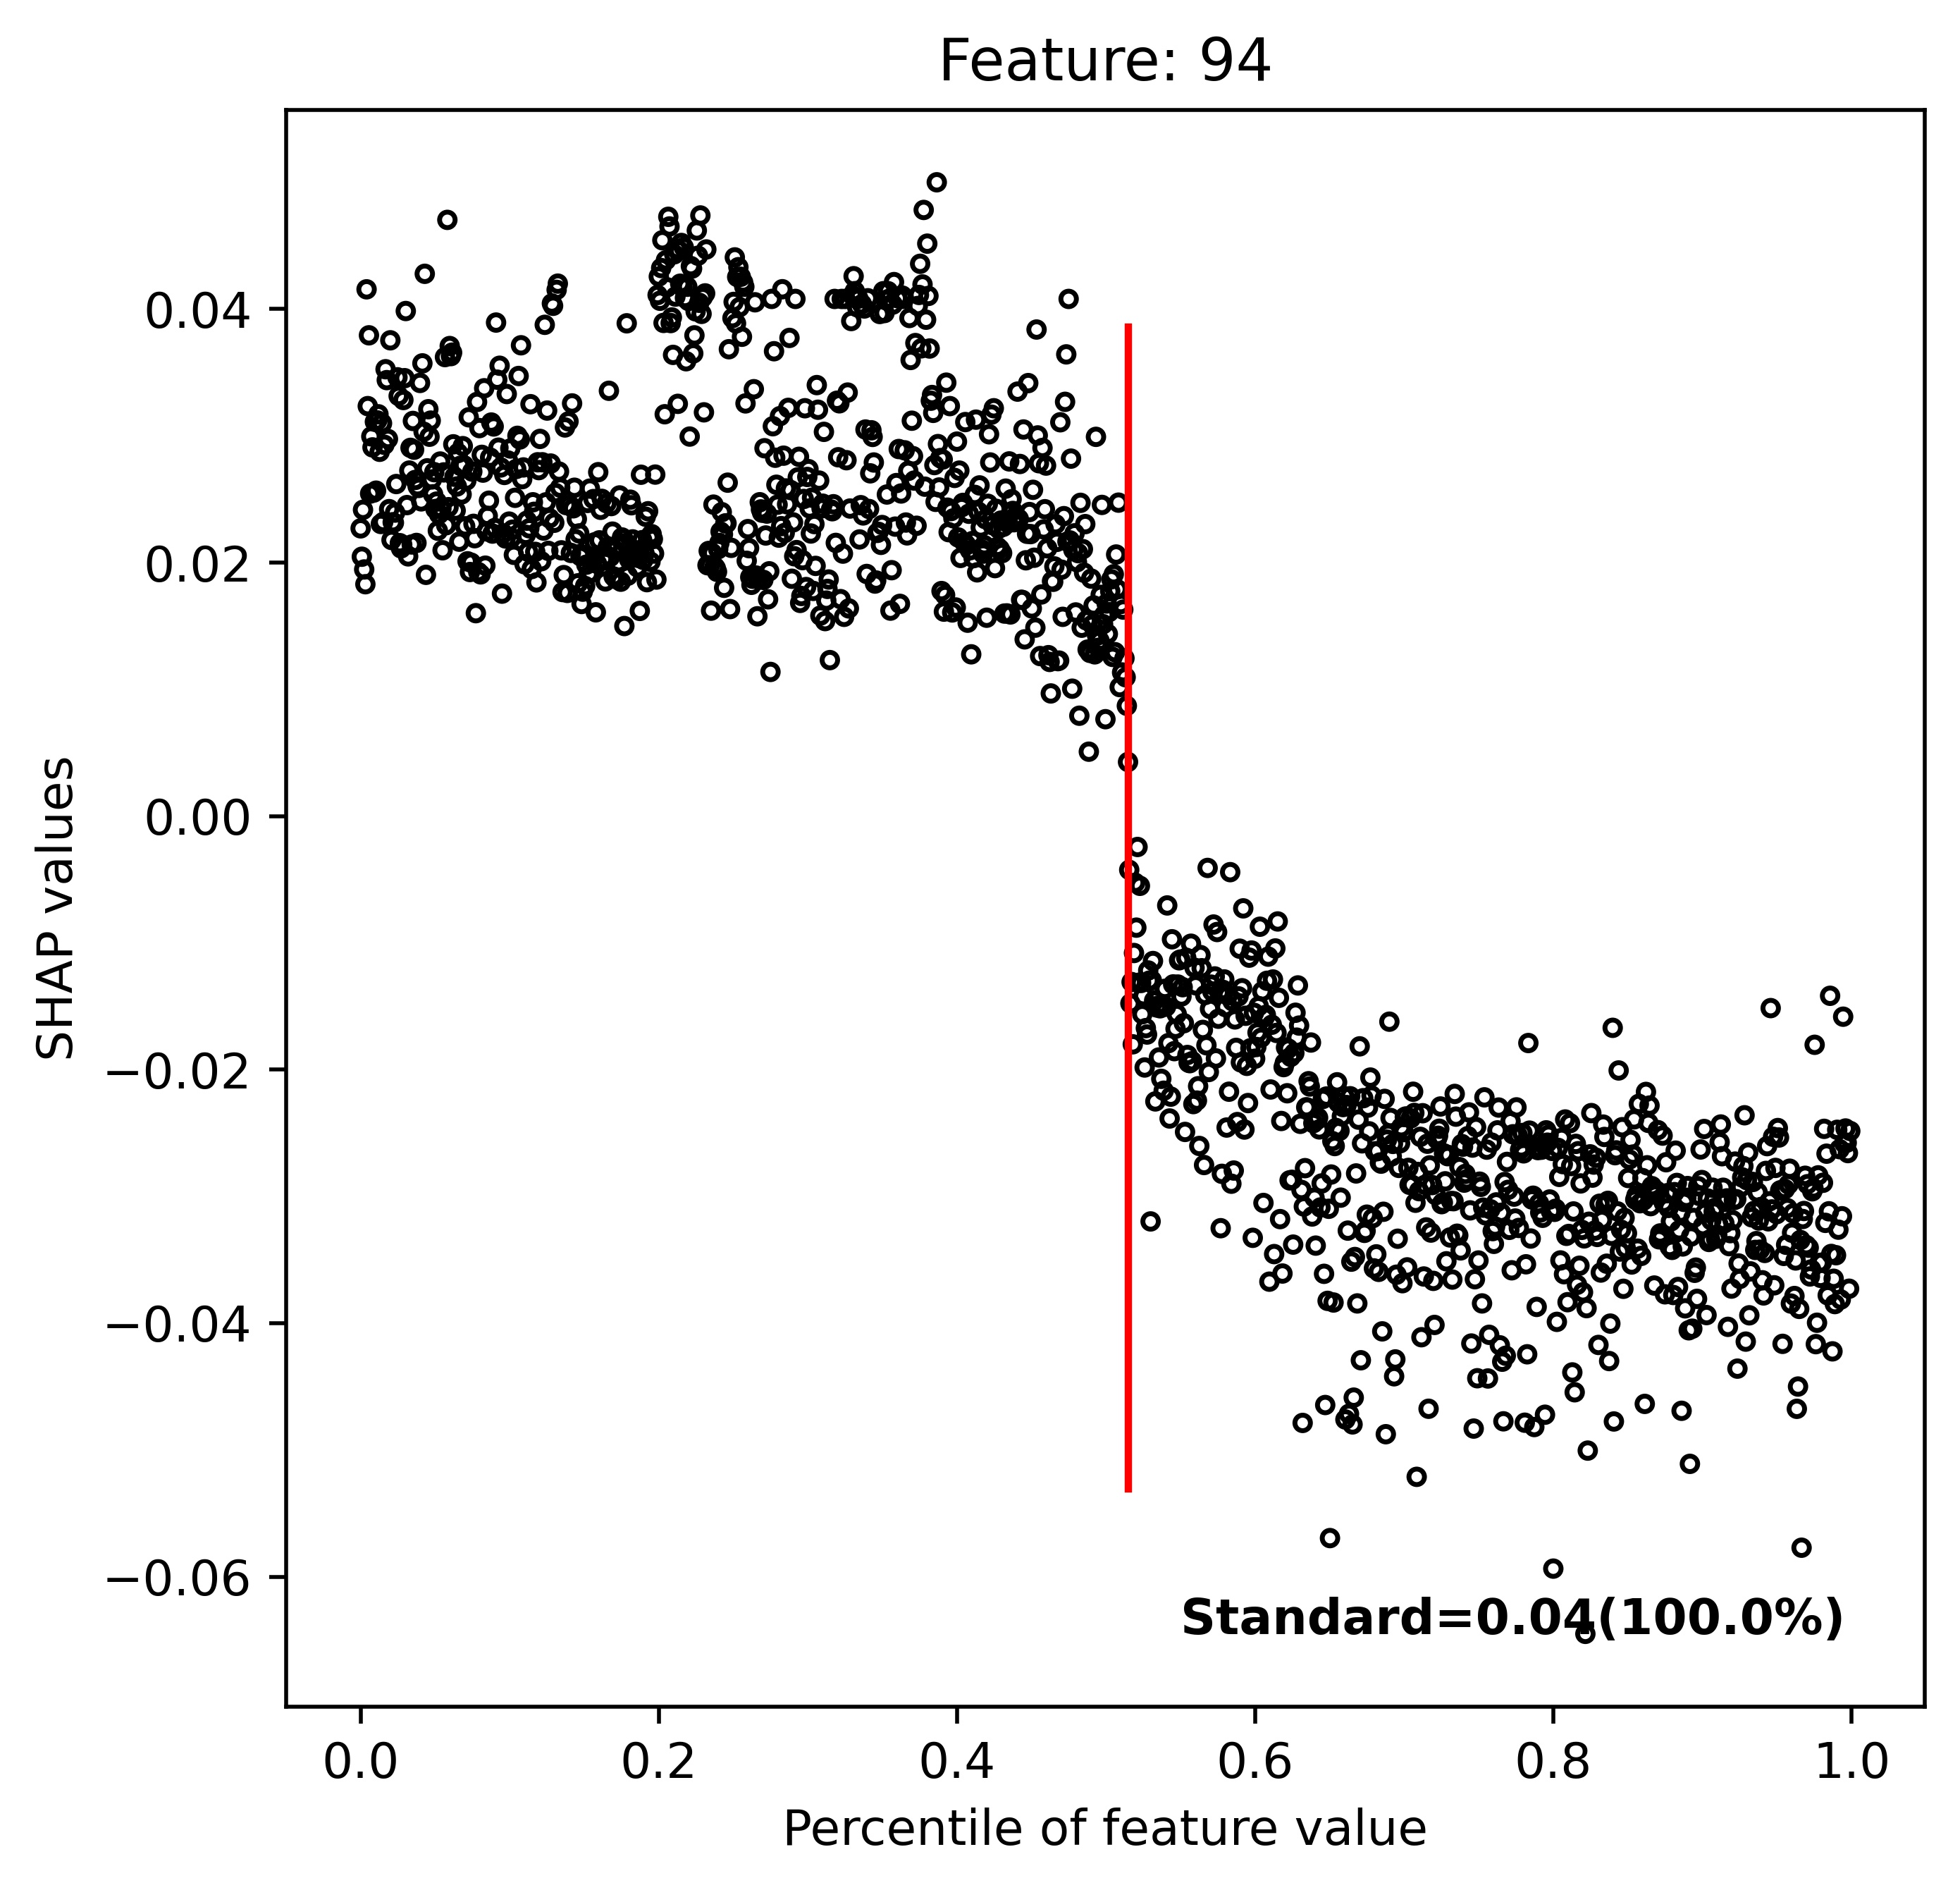 Feature: 94
SHAP values
0.04
0.02
0.00
−0.02
−0.04
−0.06
Standard=0.04(100.0%)
0.0 0.2 0.4 0.6 0.8 1.0
Percentile of feature value